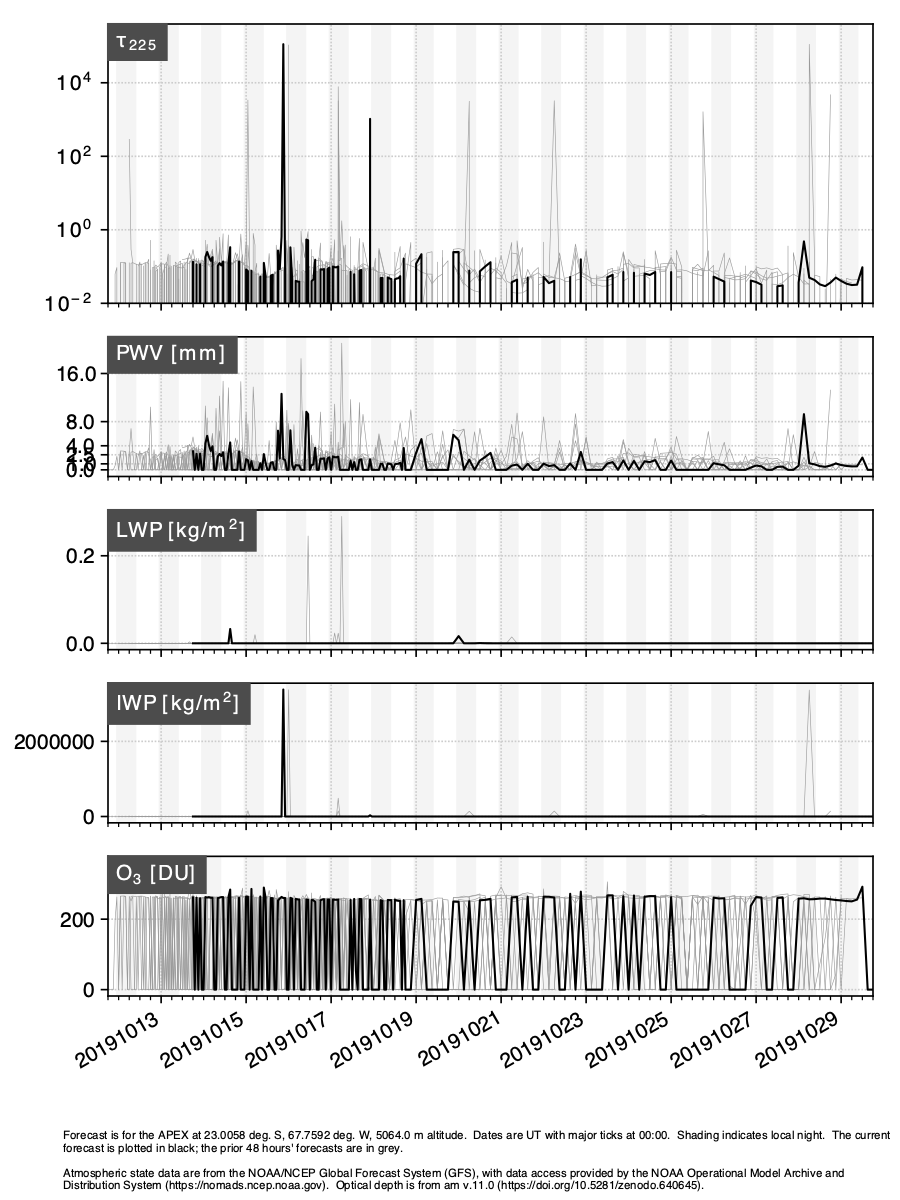 τ225
10⁴
10²
10⁰
10⁻²
PWV [mm]
16.0
8.0
4.0
0.0
LWP [kg/m²]
0.2
0.0
IWP [kg/m²]
2000000
0
O₃ [DU]
200
0
20191013 20191015 20191017 20191019 20191021 20191023 20191025 20191027 20191029
Forecast is for the APEX at 23.0058 deg. S, 67.7592 deg. W, 5064.0 m altitude.  Dates are UT with major ticks at 00:00.  Shading indicates local night.  The current
forecast is plotted in black; the prior 48 hours' forecasts are in grey.
Atmospheric state data are from the NOAA/NCEP Global Forecast System (GFS), with data access provided by the NOAA Operational Model Archive and
Distribution System (https://nomads.ncep.noaa.gov).  Optical depth is from am v.11.0 (https://doi.org/10.5281/zenodo.640645).